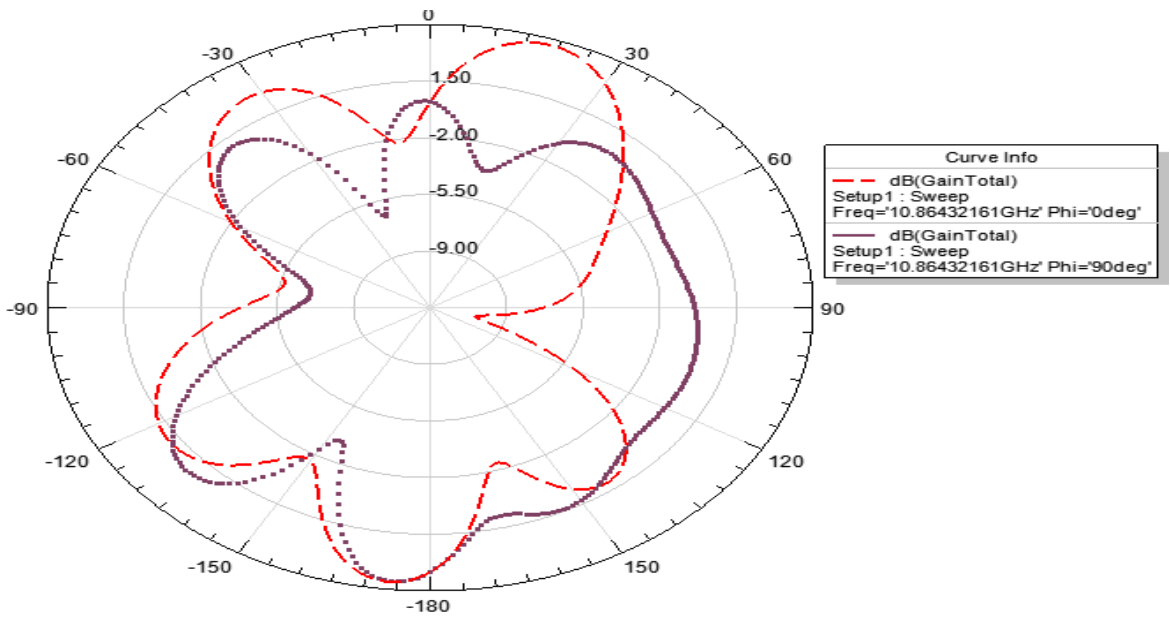 0
-30
30
1.50
-60
-2.00
60
-5.50
-9.00
-90
90
-120
120
-150
150
-180
Curve Info
dB(GainTotal)
Setup1 : Sweep
Freq='10.86432161GHz' Phi='0deg'
dB(GainTotal)
Setup1 : Sweep
Freq='10.86432161GHz' Phi='90deg'